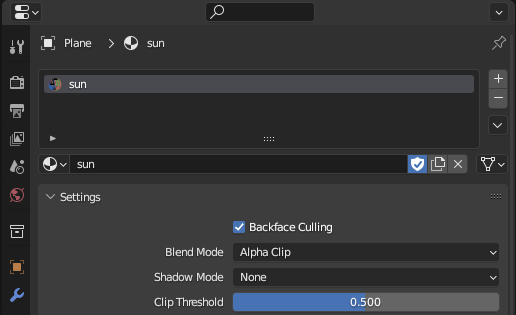 Plane sun
sun
sun
Settings
Backface Culling
Blend Mode Alpha Clip
Shadow Mode None
Clip Threshold 0.500